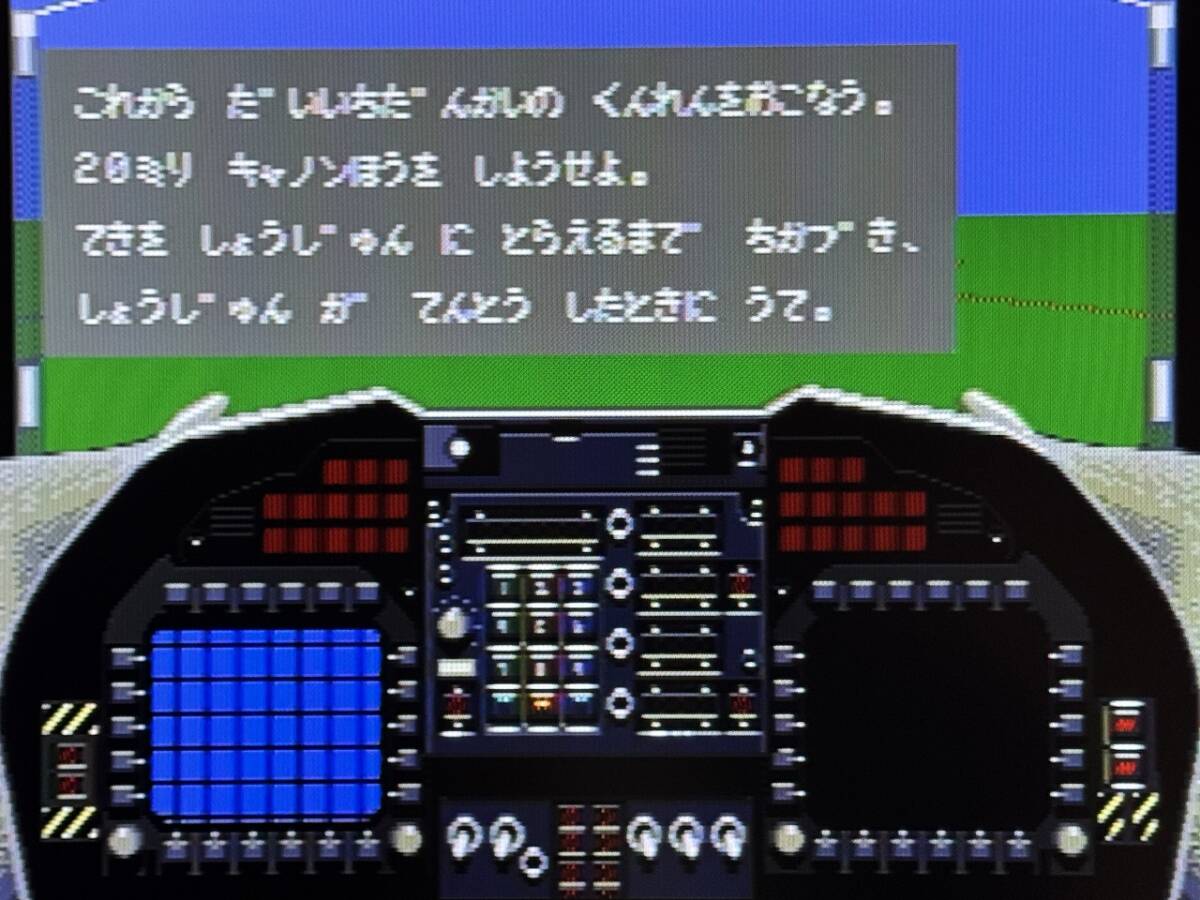 これから だいいちだんかいの くんれんをおこなう。
20ミリ キャノンほうを しようせよ。
てきを しょうじゅん に とらえるまで ちかづき、
しょうじゅん が てんとう したときに うて。